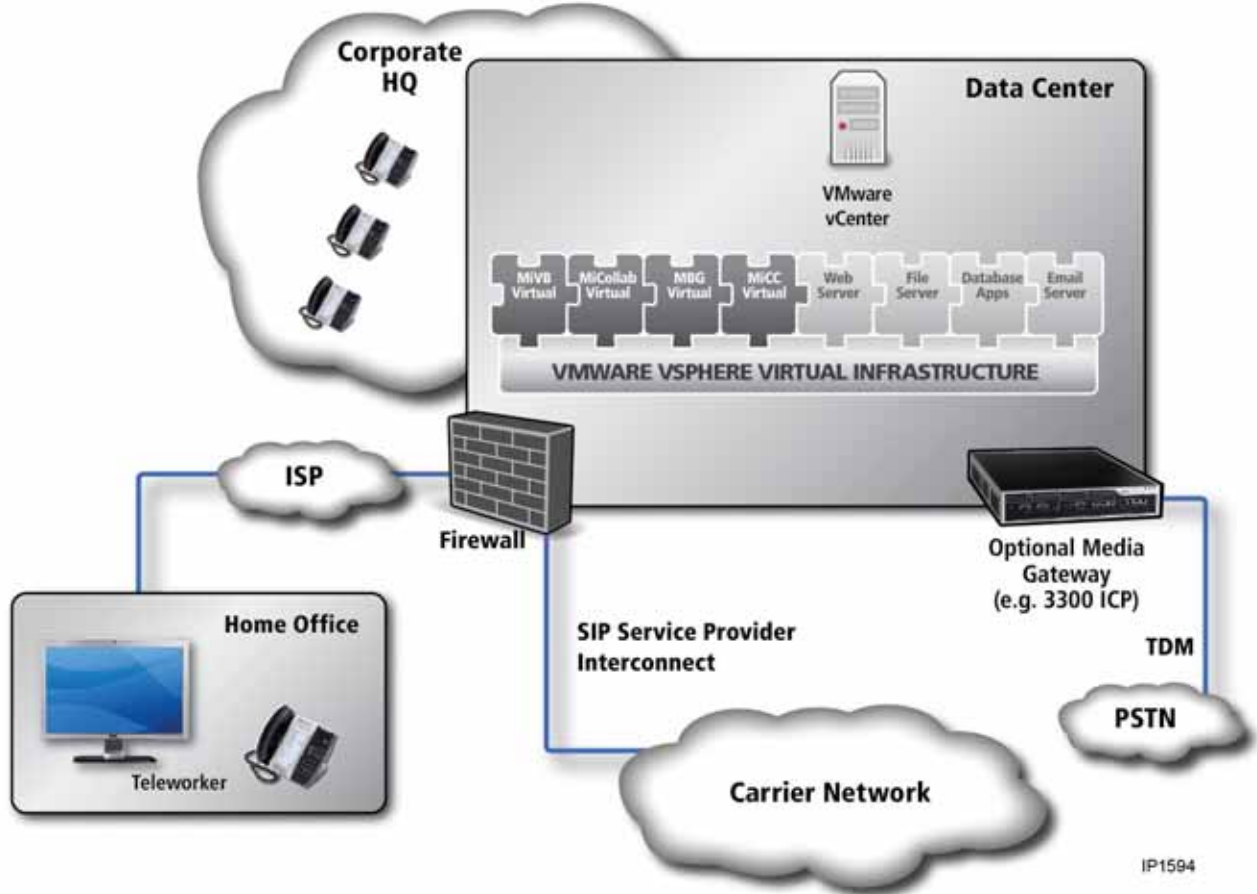 Corporate
HQ
Data Center
VMware
vCenter
MiVB
Virtual
MiCollab
Virtual
MBG
Virtual
MiCC
Virtual
Web
Server
File
Server
Database
Apps
Email
Server
VMWARE VSPHERE VIRTUAL INFRASTRUCTURE
ISP
Firewall
Optional Media
Gateway
(e.g. 3300 ICP)
Home Office
Teleworker
SIP Service Provider
Interconnect
TDM
PSTN
Carrier Network
IP1594